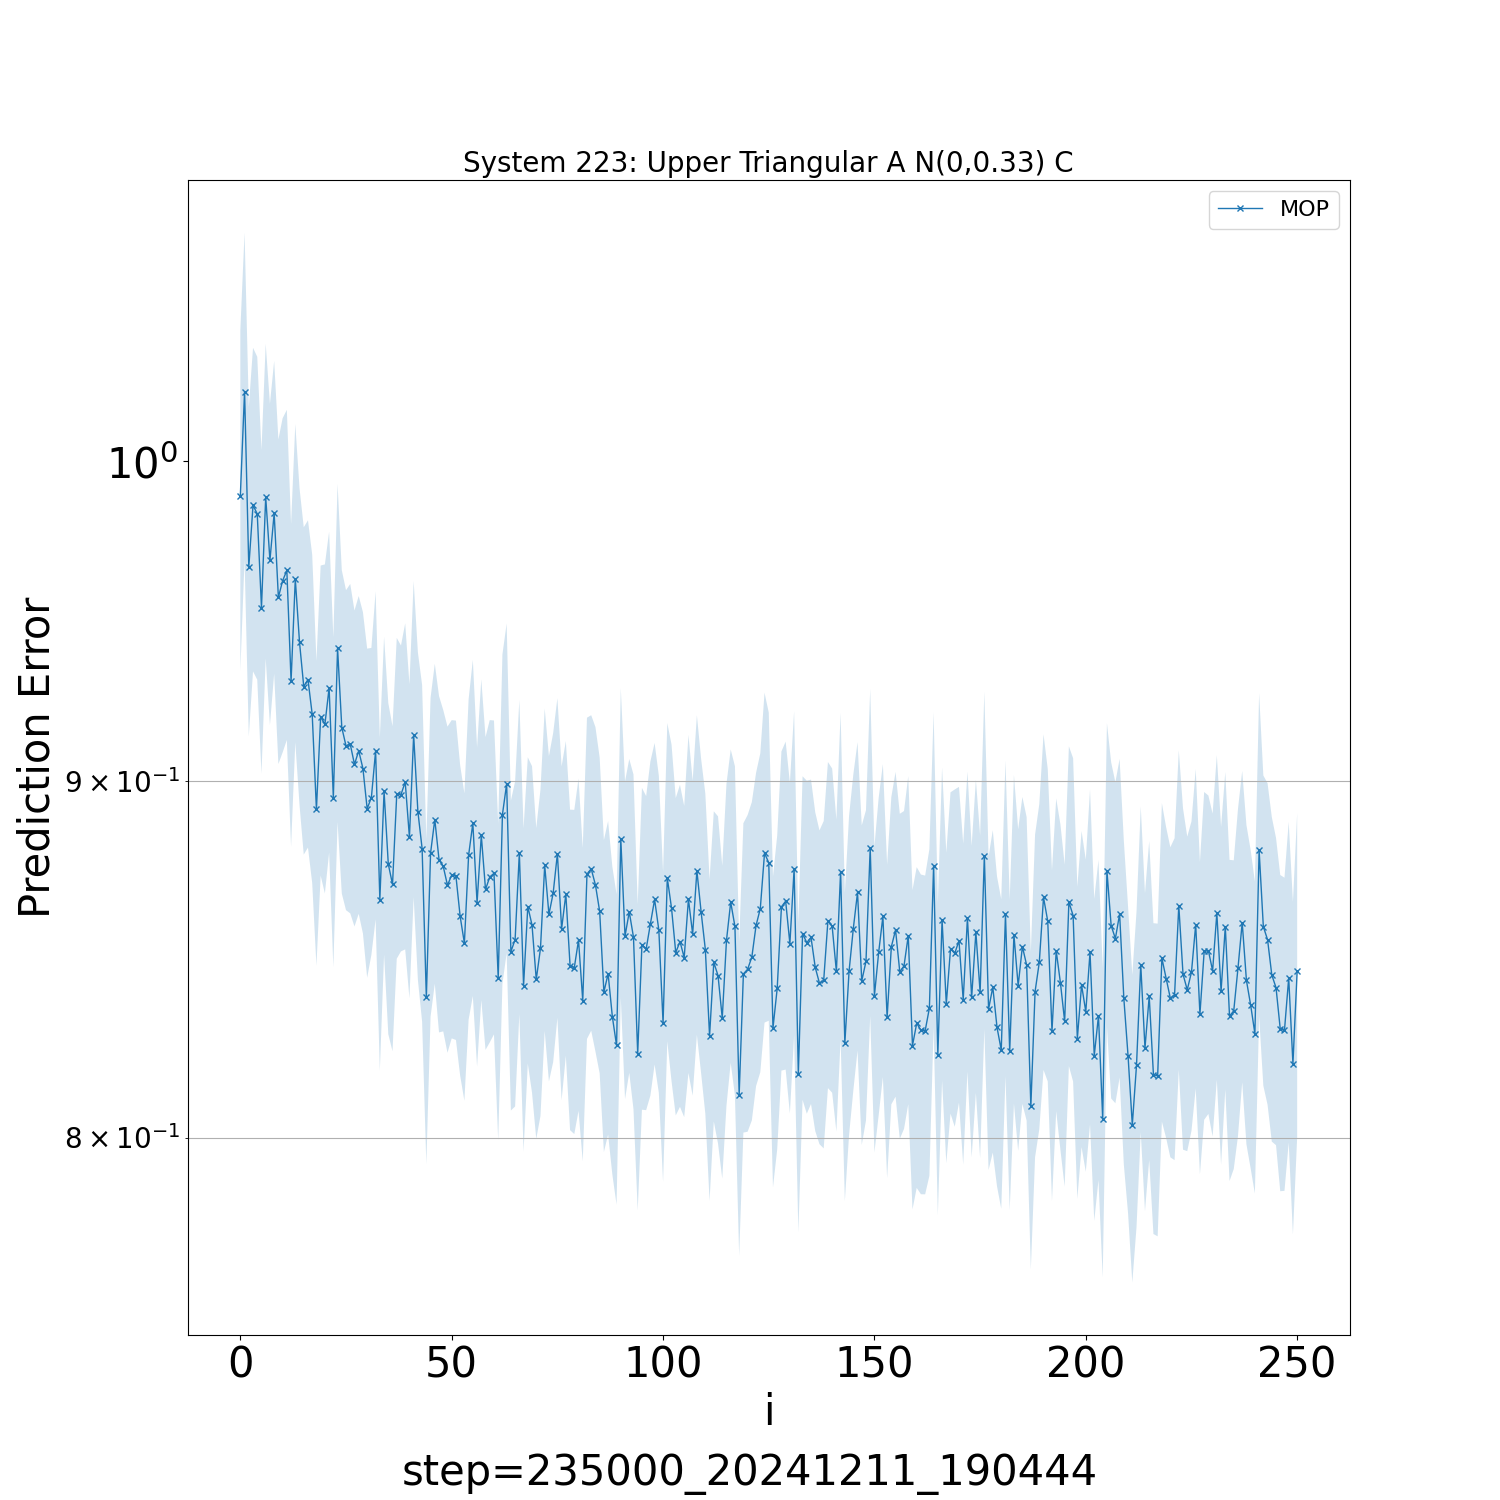 System 223: Upper Triangular A N(0,0.33) C
MOP
10⁰
9 × 10⁻¹
8 × 10⁻¹
Prediction Error
0 50 100 150 200 250
i
step=235000_20241211_190444